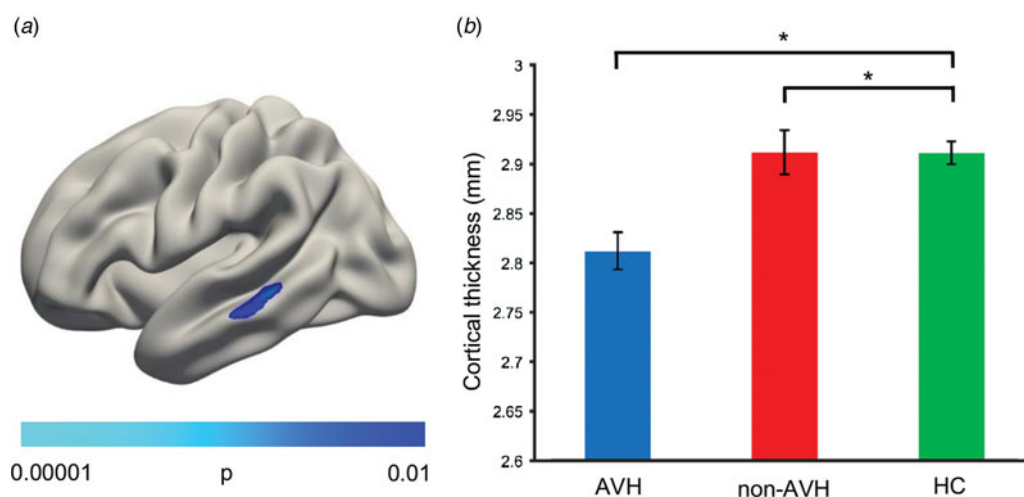 (a)
0.00001 p 0.01
(b)
*
*
Cortical thickness (mm)
3
2.95
2.9
2.85
2.8
2.75
2.7
2.65
2.6
AVH non-AVH HC